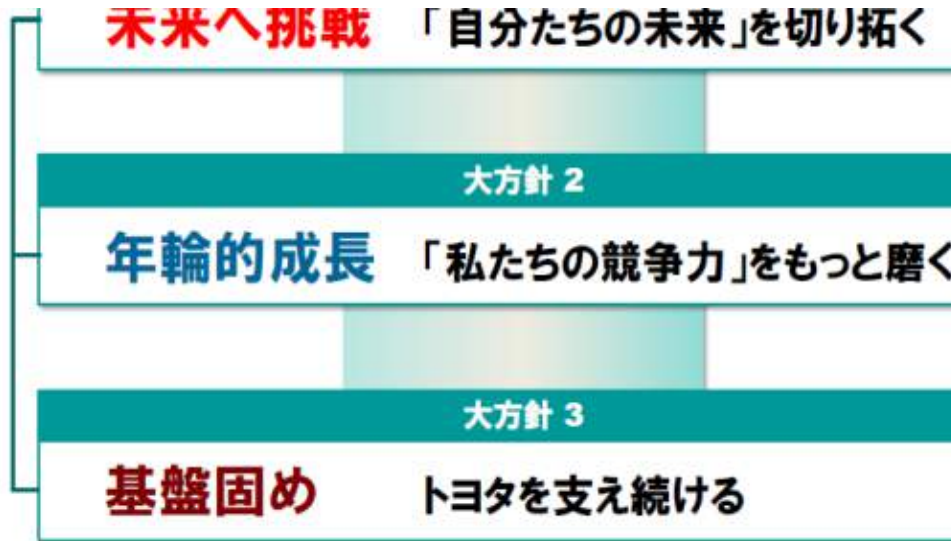 未来へ挑戦 「自分たちの未来」を切り拓く
大方針 2
年輪的成長 「私たちの競争力」をもっと磨く
大方針 3
基盤固め トヨタを支え続ける